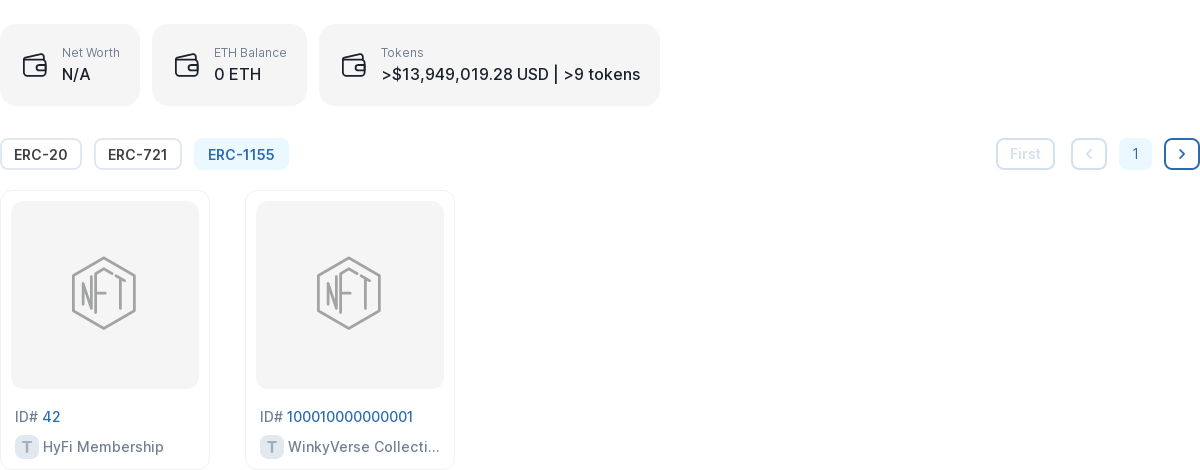 Net Worth
N/A
ETH Balance
0 ETH
Tokens
>$13,949,019.28 USD | >9 tokens
ERC-20 ERC-721 ERC-1155 First 1
NFT NFT
ID# 42
T HyFi Membership
ID# 100010000000001
T WinkyVerse Collecti...